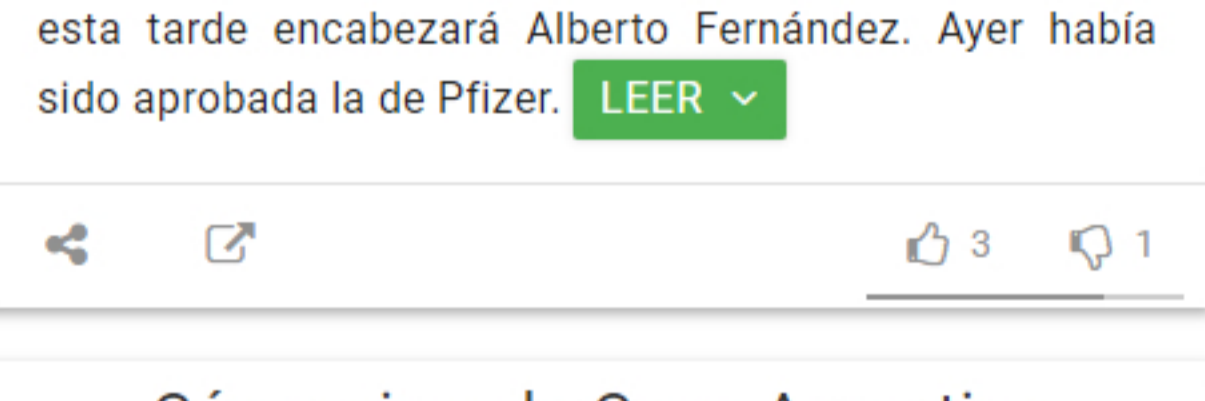 esta tarde encabezará Alberto Fernández. Ayer había
sido aprobada la de Pfizer. LEER
3 1